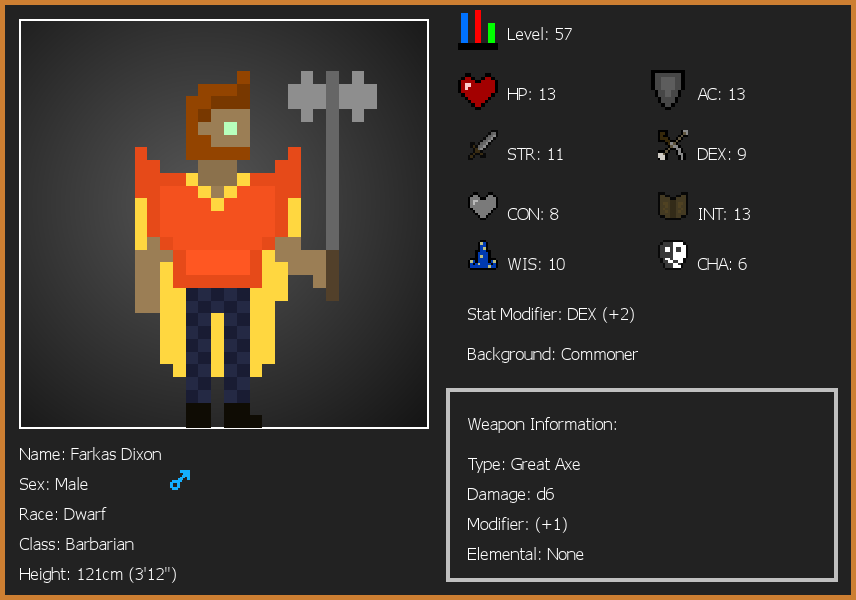 Level: 57
HP: 13
AC: 13
STR: 11
DEX: 9
CON: 8
INT: 13
WIS: 10
CHA: 6
Stat Modifier: DEX (+2)
Background: Commoner
Weapon Information:
Type: Great Axe
Damage: d6
Modifier: (+1)
Elemental: None
Name: Farkas Dixon
Sex: Male
Race: Dwarf
Class: Barbarian
Height: 121cm (3'12")